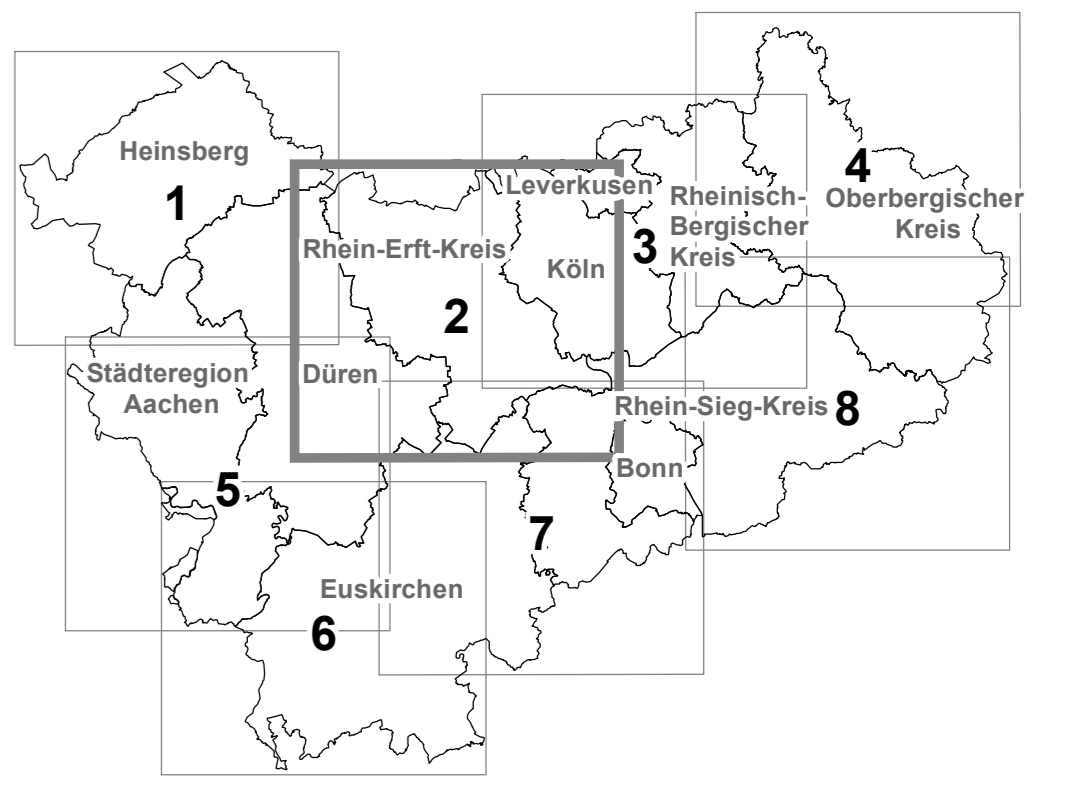 Heinsberg
1
4
Leverkusen
Rheinisch-
Bergischer
Kreis
Oberbergischer
Kreis
Rhein-Erft-Kreis
3
Köln
2
Städteregion
Aachen
Düren
Rhein-Sieg-Kreis
8
Bonn
5
7
Euskirchen
6